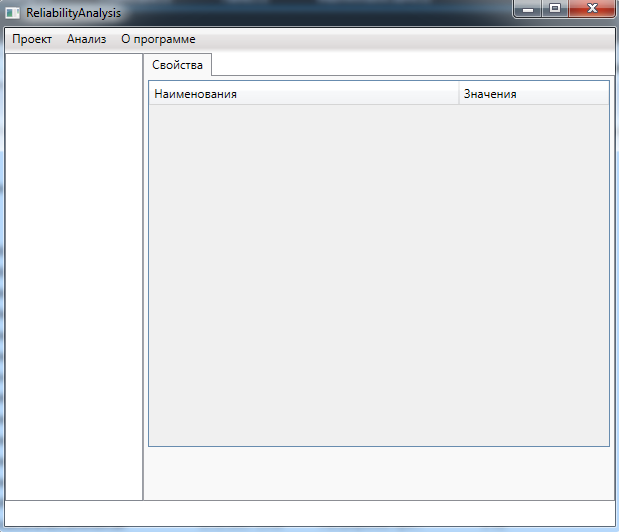 ReliabilityAnalysis
Проект Анализ О программе
Свойства
Наименования Значения